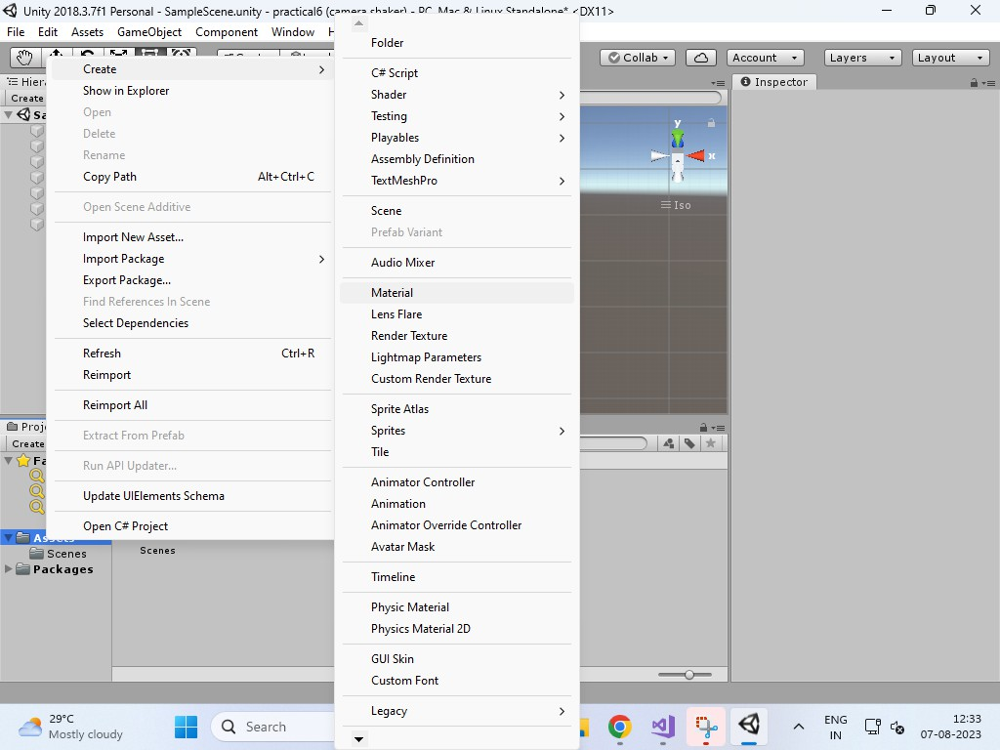 Unity 2018.3.7f1 Personal - SampleScene.unity - practical6 (camera shaker) - PC, Mac & Linux Standalone* <DX11>
File Edit Assets GameObject Component Window
Collab Account Layers Layout
Inspector
Create
y
x
Iso
Create
Show in Explorer
Open
Delete
Rename
Copy Path Alt+Ctrl+C
Open Scene Additive
Import New Asset...
Import Package
Export Package...
Find References In Scene
Select Dependencies
Refresh Ctrl+R
Reimport
Reimport All
Extract From Prefab
Run API Updater...
Update UIElements Schema
Open C# Project
Folder
C# Script
Shader
Testing
Playables
Assembly Definition
TextMeshPro
Scene
Prefab Variant
Audio Mixer
Material
Lens Flare
Render Texture
Lightmap Parameters
Custom Render Texture
Sprite Atlas
Sprites
Tile
Animator Controller
Animation
Animator Override Controller
Avatar Mask
Timeline
Physic Material
Physics Material 2D
GUI Skin
Custom Font
Legacy
Create
Assets
Scenes
Packages
Scenes
29°C
Mostly cloudy
Search
ENG
IN
12:33
07-08-2023